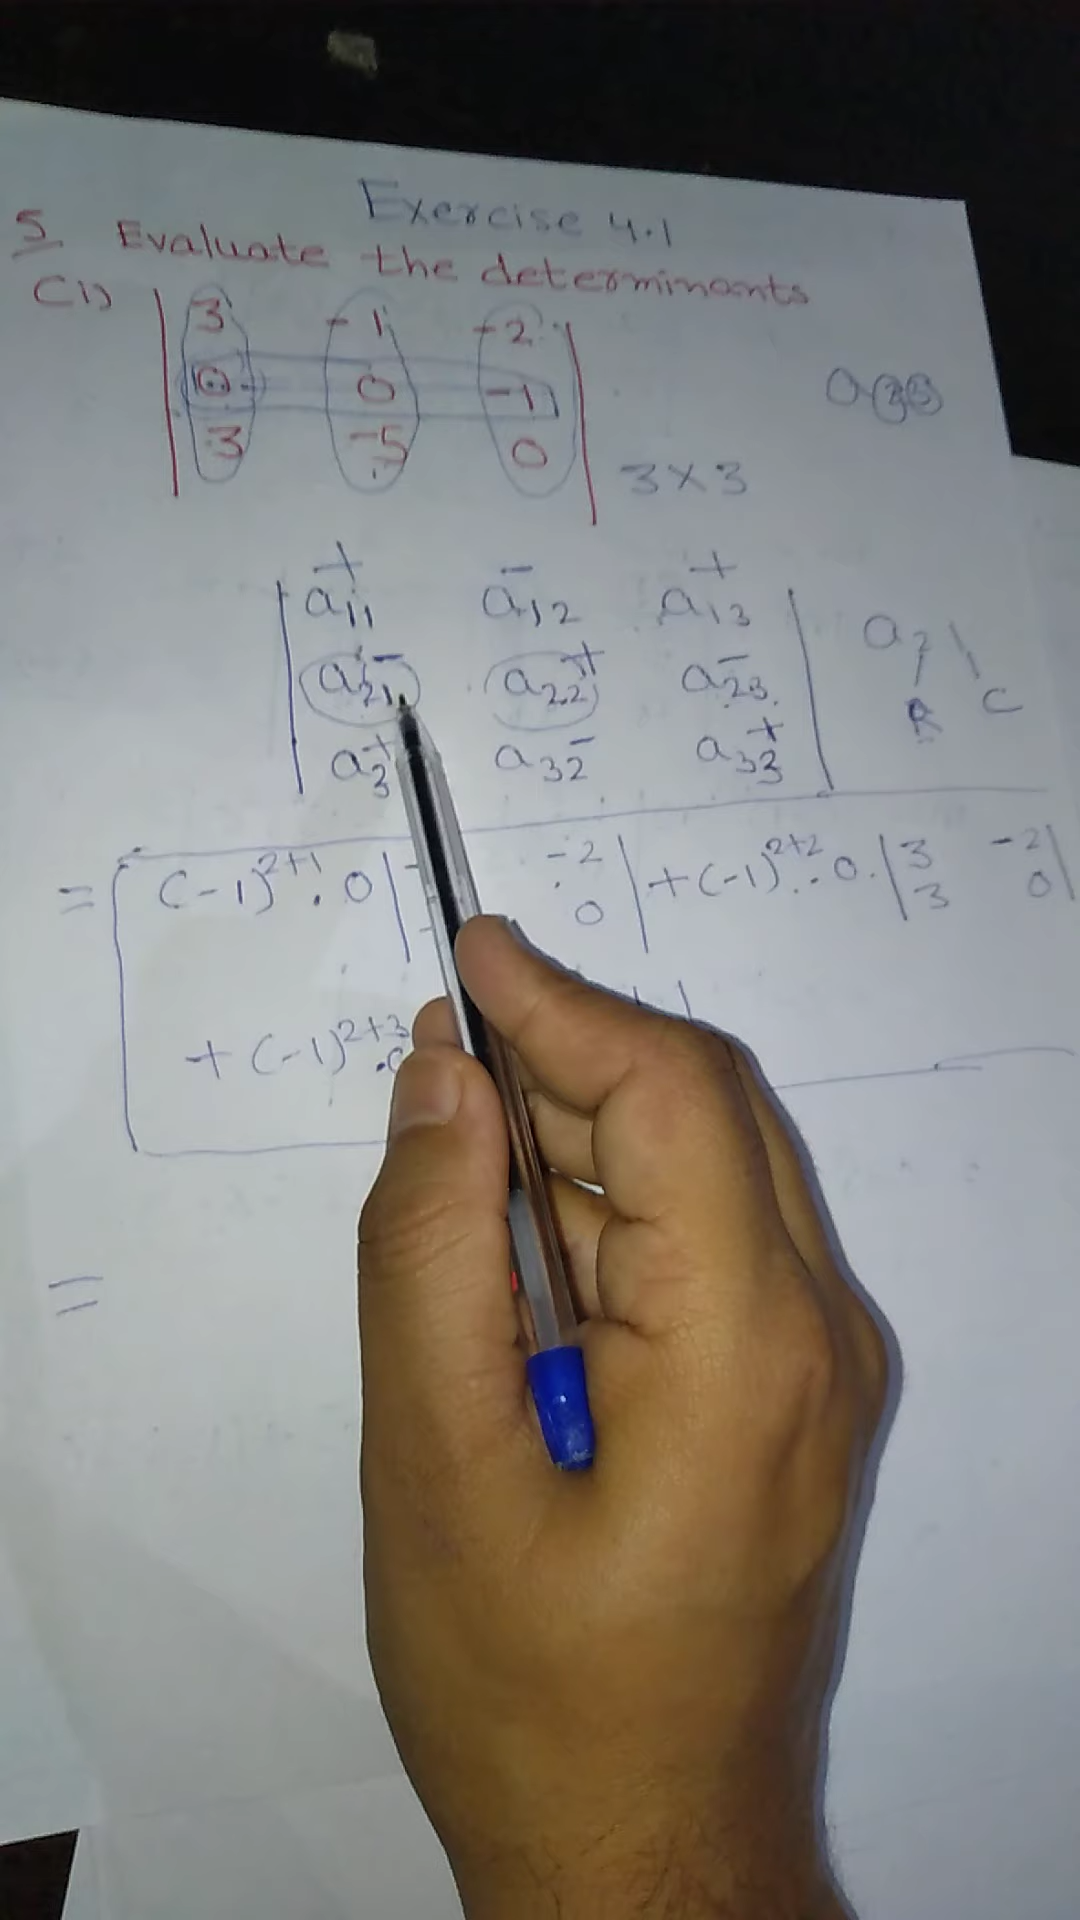 Exercise 4.1
5 Evaluate the determinants
(i) | 3 -1 -2 |
| 0 0 -1 |
| 3 -5 0 | 3×3
| a11+ a12- a13+ |
| a21- a22+ a23- | a21
| a3+ a32- a33+ | R C
= (-1)^2+1 . 0 | -2 | + (-1)^2+2 . 0 . | 3 -2 |
0 3 0
+ (-1)^2+3 .
=